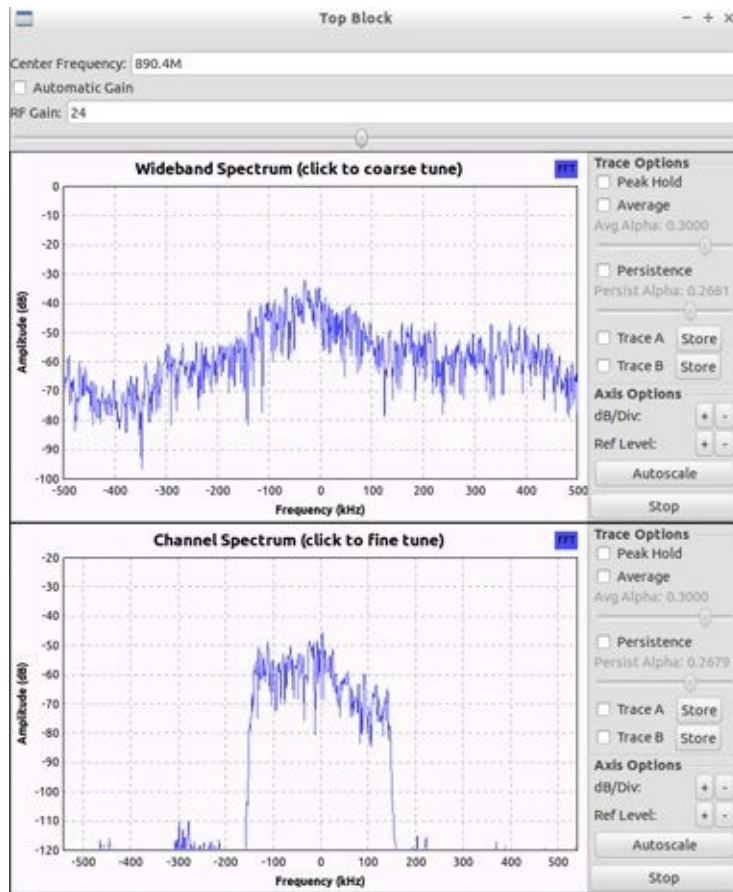 Top Block
Center Frequency: 890.4M
Automatic Gain
RF Gain: 24
Wideband Spectrum (click to coarse tune)
FFT
0
-10
-20
-30
-40
-50
-60
-70
-80
-90
-100
Amplitude (dB)
-500 -400 -300 -200 -100 0 100 200 300 400 500
Frequency (kHz)
Trace Options
Peak Hold
Average
Avg Alpha: 0.3000
Persistence
Persist Alpha: 0.2681
Trace A Store
Trace B Store
Axis Options
dB/Div: + -
Ref Level: + -
Autoscale
Stop
Channel Spectrum (click to fine tune)
FFT
-20
-30
-40
-50
-60
-70
-80
-90
-100
-110
-120
Amplitude (dB)
-500 -400 -300 -200 -100 0 100 200 300 400 500
Frequency (kHz)
Trace Options
Peak Hold
Average
Avg Alpha: 0.3000
Persistence
Persist Alpha: 0.2679
Trace A Store
Trace B Store
Axis Options
dB/Div: + -
Ref Level: + -
Autoscale
Stop